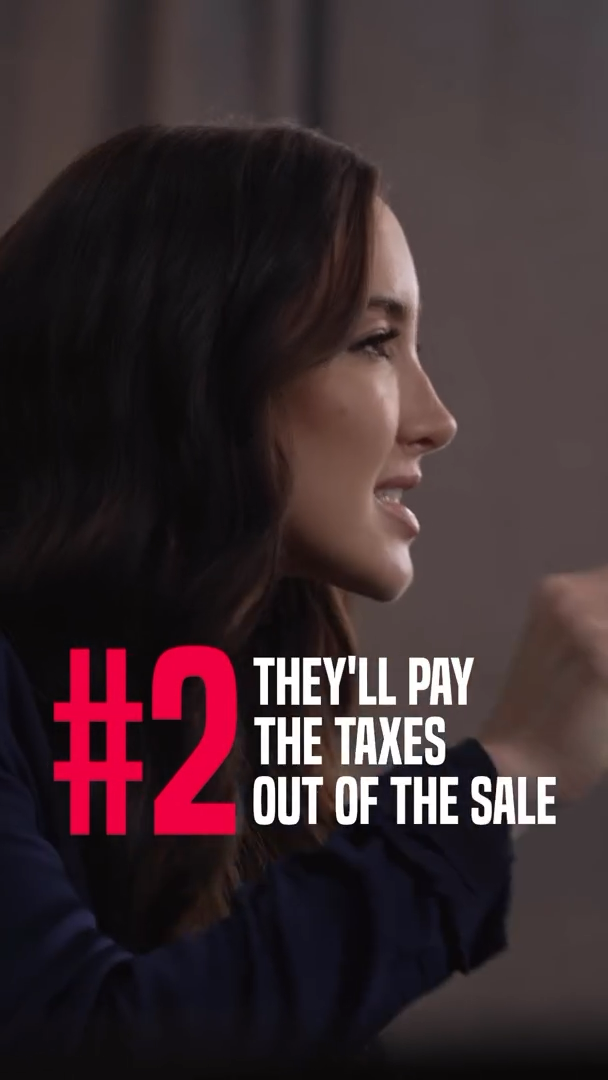 #2
THEY'LL PAY
THE TAXES
OUT OF THE SALE